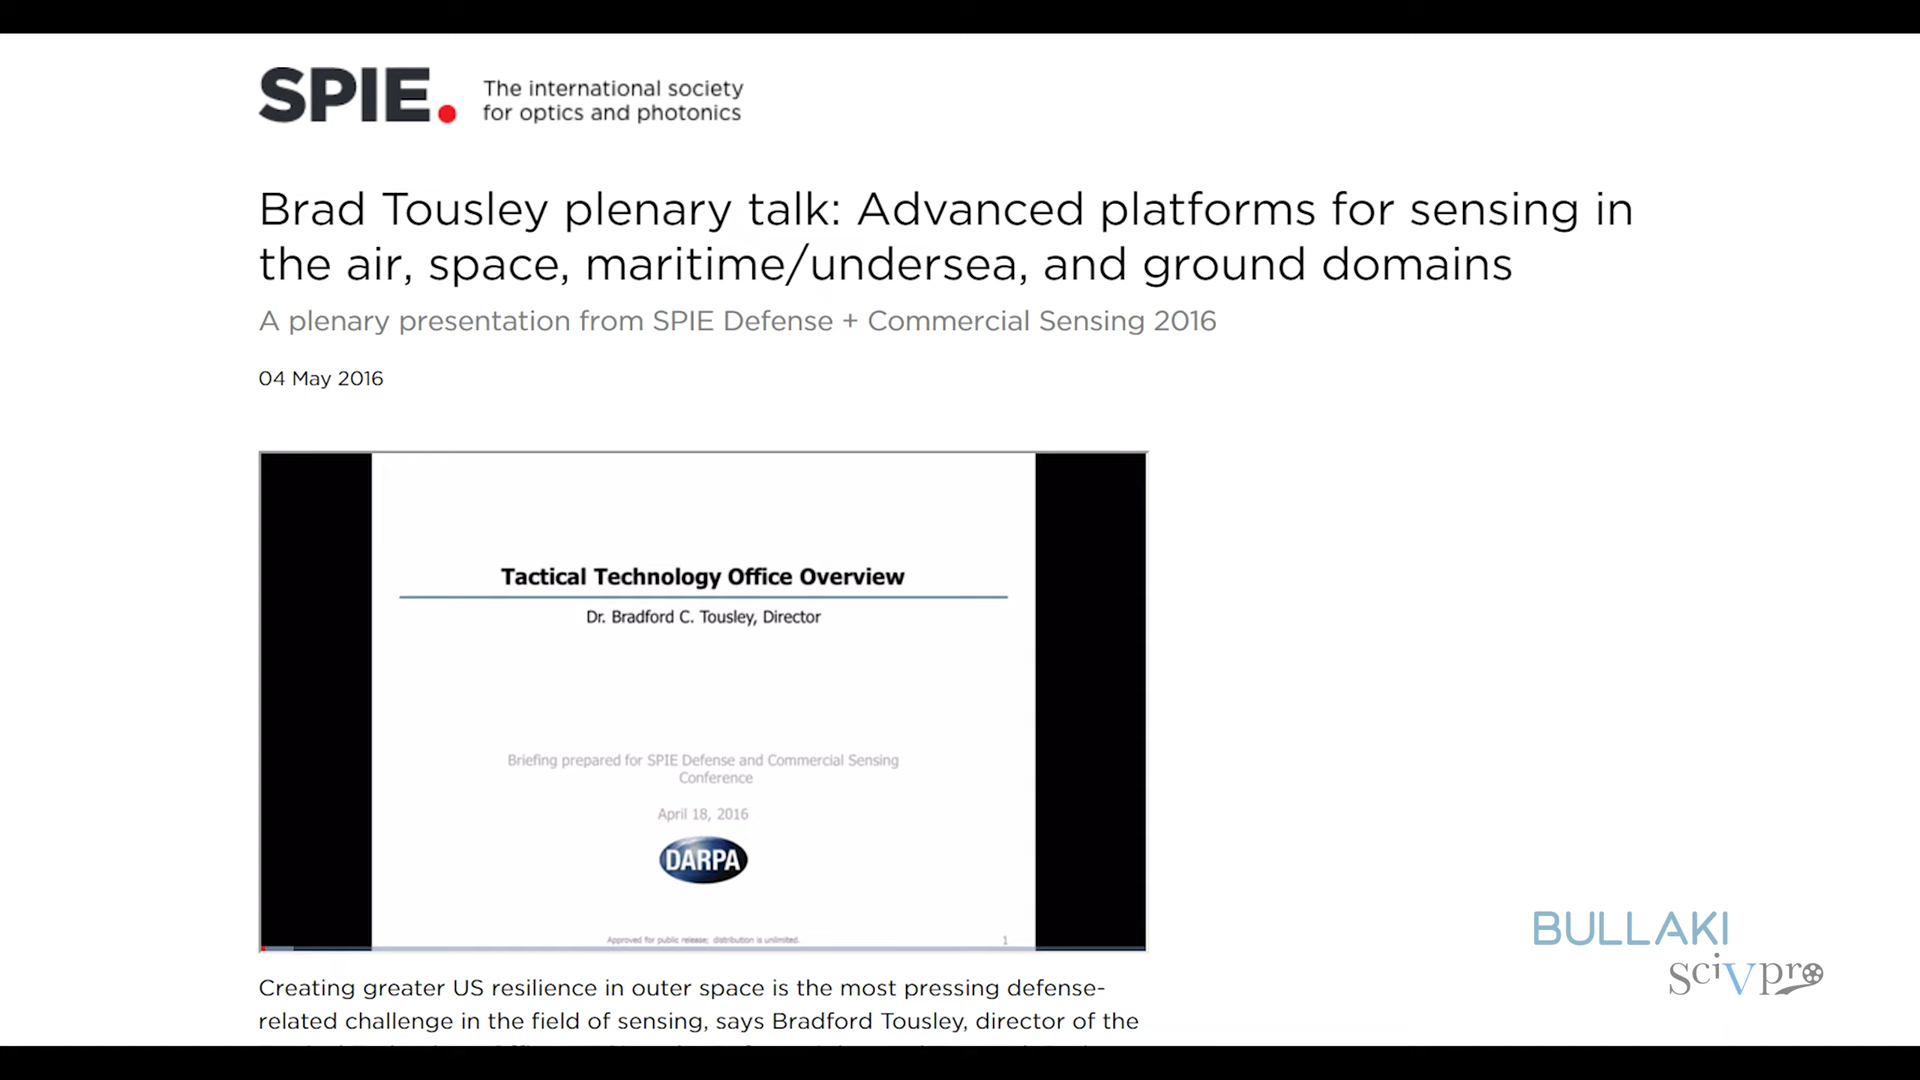 SPIE.
The international society
for optics and photonics
Brad Tousley plenary talk: Advanced platforms for sensing in
the air, space, maritime/undersea, and ground domains
A plenary presentation from SPIE Defense + Commercial Sensing 2016
04 May 2016
Tactical Technology Office Overview
Dr. Bradford C. Tousley, Director
Briefing prepared for SPIE Defense and Commercial Sensing
Conference
April 18, 2016
DARPA
Approved for public release; distribution is unlimited.
1
Creating greater US resilience in outer space is the most pressing defense-
related challenge in the field of sensing, says Bradford Tousley, director of the
BULLAKI
SciVpro